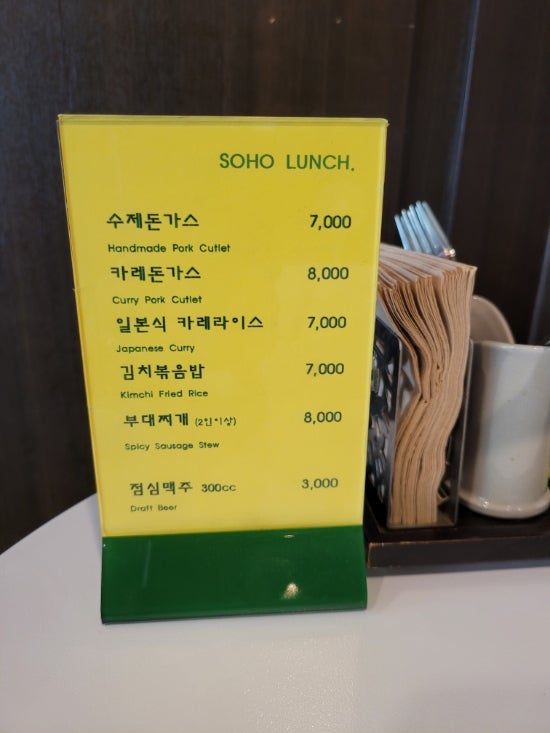 SOHO LUNCH.
수제돈가스 7,000
Handmade Pork Cutlet
카레돈가스 8,000
Curry Pork Cutlet
일본식 카레라이스 7,000
Japanese Curry
김치볶음밥 7,000
Kimchi Fried Rice
부대찌개 (2인이상) 8,000
Spicy Sausage Stew
점심맥주 300cc 3,000
Draft Beer